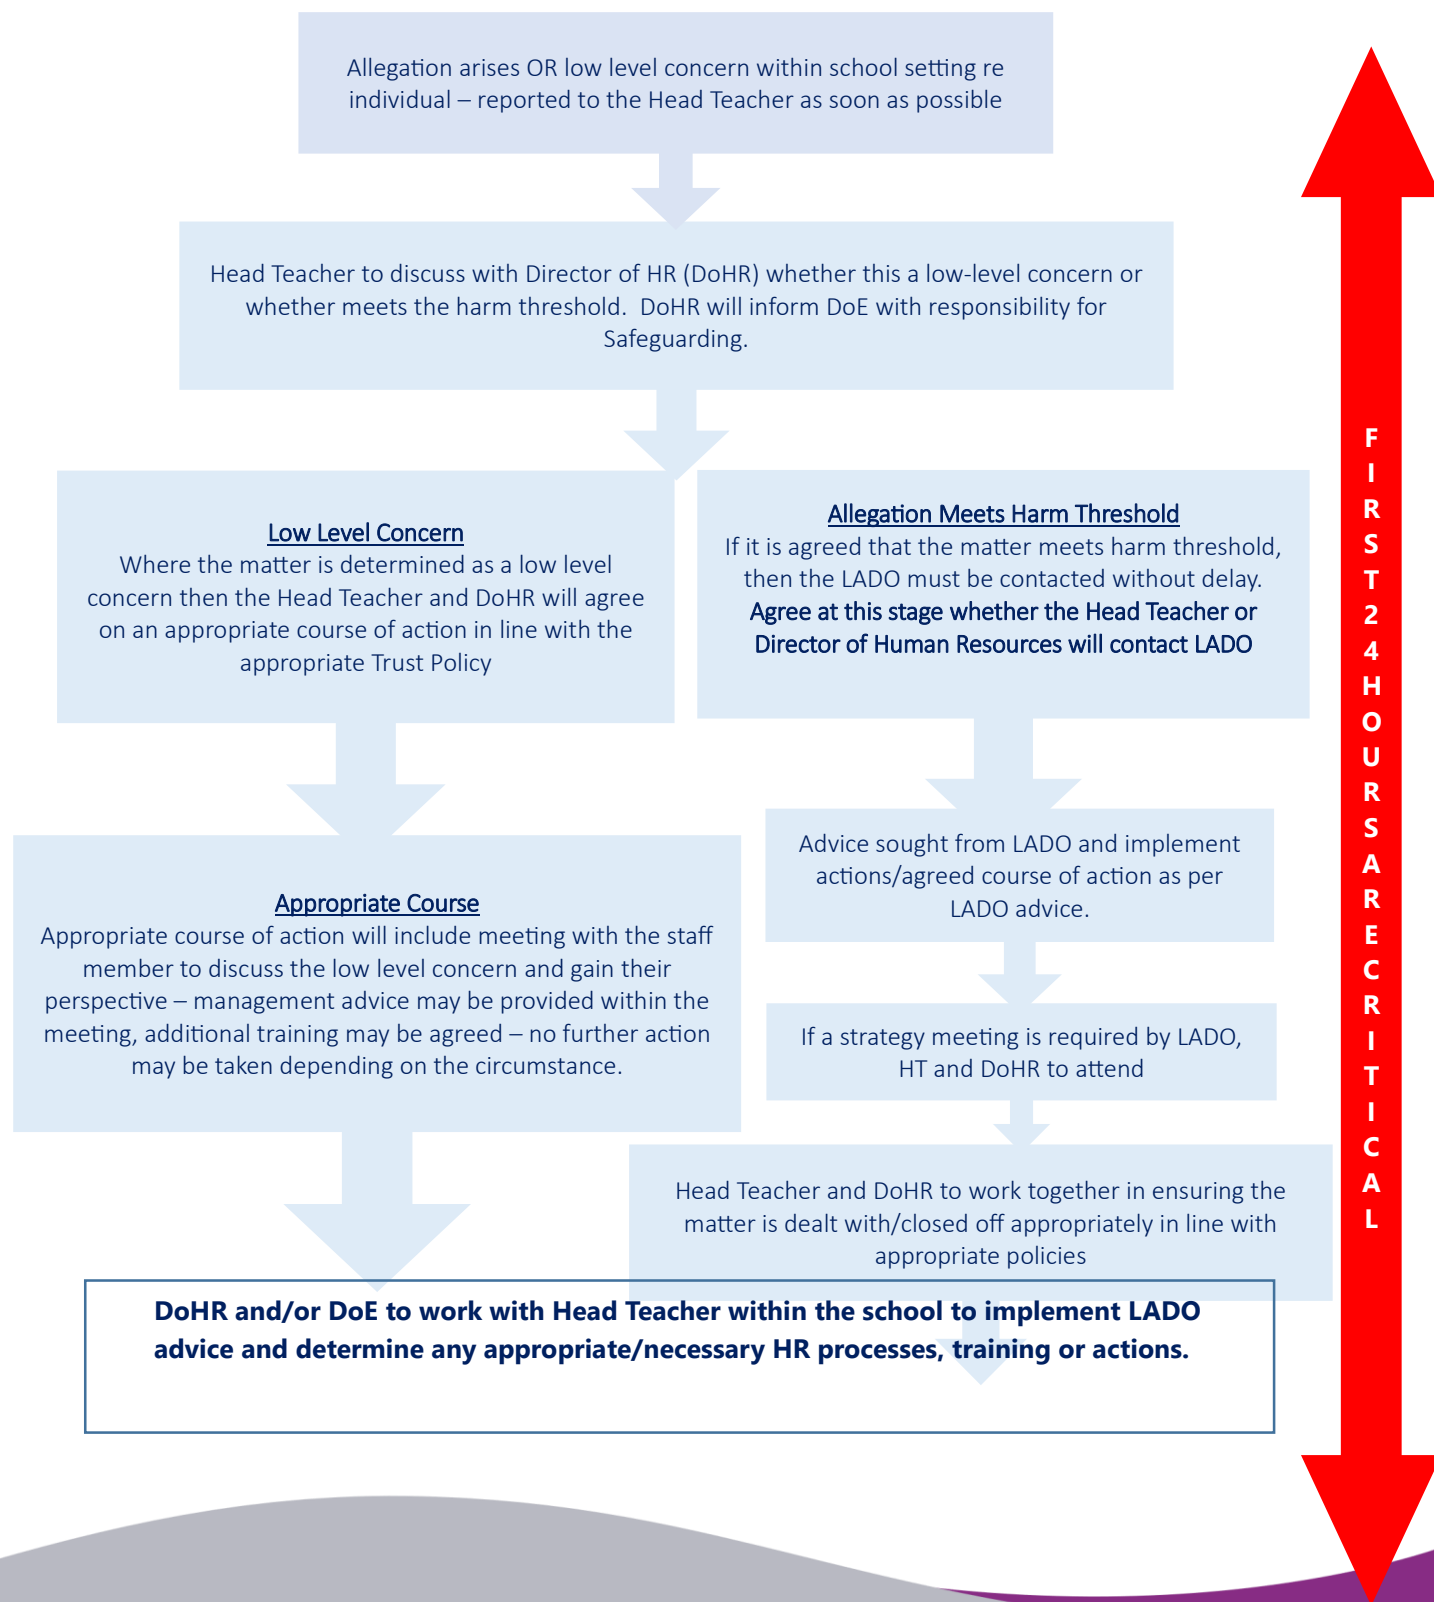 Allegation arises OR low level concern within school setting re
individual – reported to the Head Teacher as soon as possible
Head Teacher to discuss with Director of HR (DoHR) whether this a low-level concern or
whether meets the harm threshold.  DoHR will inform DoE with responsibility for
Safeguarding.
Low Level Concern
Where the matter is determined as a low level
concern then the Head Teacher and DoHR will agree
on an appropriate course of action in line with the
appropriate Trust Policy
Allegation Meets Harm Threshold
If it is agreed that the matter meets harm threshold,
then the LADO must be contacted without delay.
Agree at this stage whether the Head Teacher or
Director of Human Resources will contact LADO
Appropriate Course
Appropriate course of action will include meeting with the staff
member to discuss the low level concern and gain their
perspective – management advice may be provided within the
meeting, additional training may be agreed – no further action
may be taken depending on the circumstance.
Advice sought from LADO and implement
actions/agreed course of action as per
LADO advice.
If a strategy meeting is required by LADO,
HT and DoHR to attend
Head Teacher and DoHR to work together in ensuring the
matter is dealt with/closed off appropriately in line with
appropriate policies
DoHR and/or DoE to work with Head Teacher within the school to implement LADO
advice and determine any appropriate/necessary HR processes, training or actions.
F
I
R
S
T
2
4
H
O
U
R
S
A
R
E
C
R
I
T
I
C
A
L